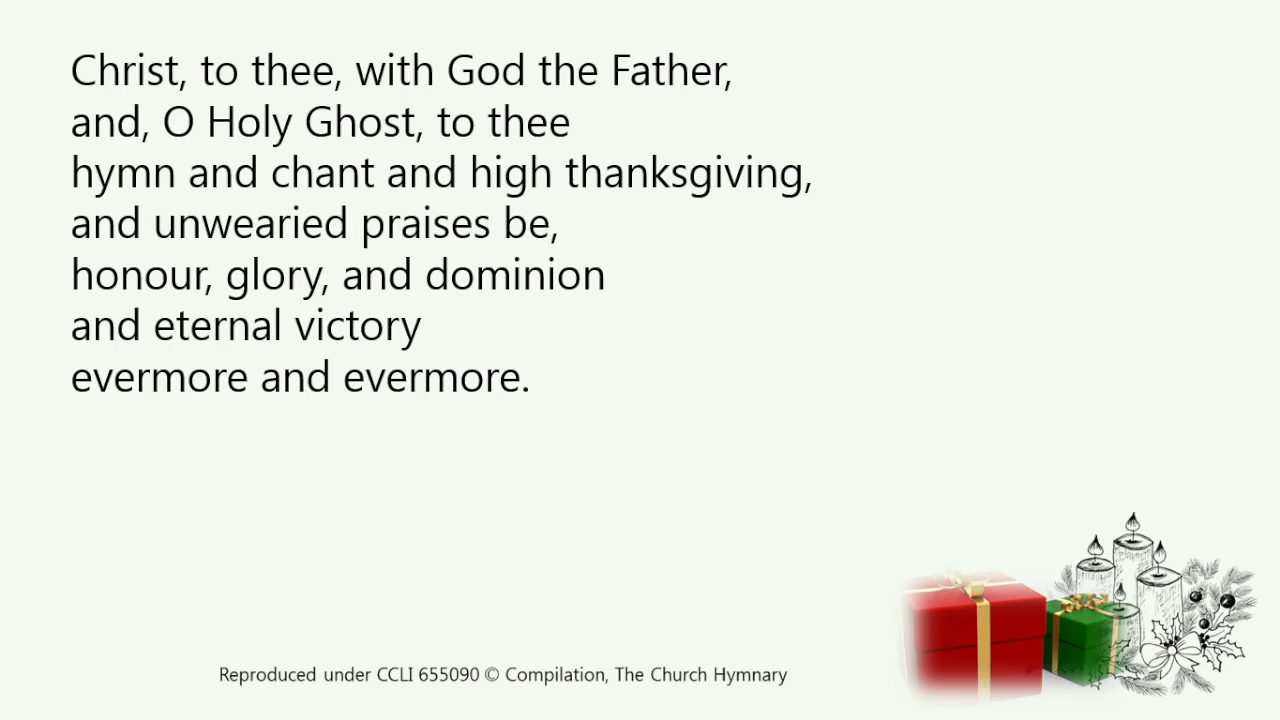 Christ, to thee, with God the Father,
and, O Holy Ghost, to thee
hymn and chant and high thanksgiving,
and unwearied praises be,
honour, glory, and dominion
and eternal victory
evermore and evermore.
Reproduced under CCLI 655090 © Compilation, The Church Hymnary